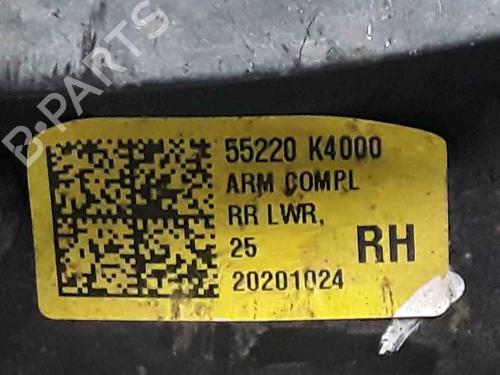 B-PARTS
55220 K4000
ARM COMPL
RR LWR,
25 RH
20201024